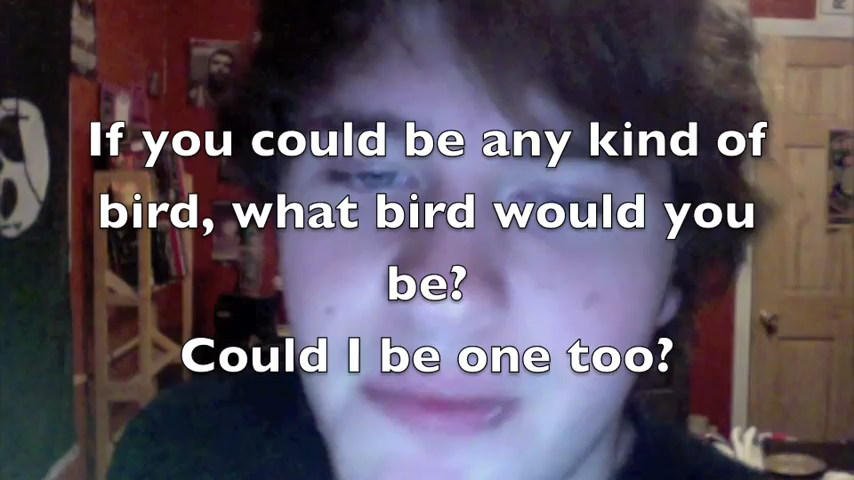 If you could be any kind of
bird, what bird would you
be?
Could I be one too?